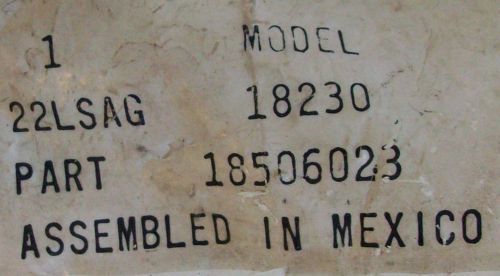 1 MODEL
22LSAG 18230
PART 18506023
ASSEMBLED IN MEXICO